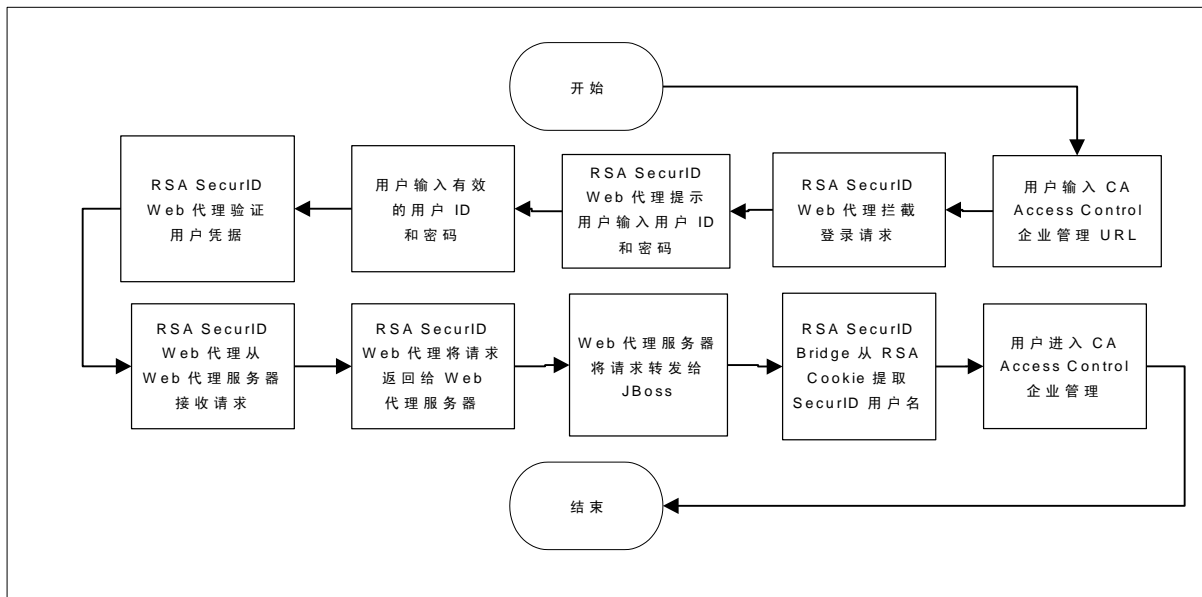 开始
用户输入 CA
Access Control
企业管理 URL
RSA SecurID
Web 代理拦截
登录请求
RSA SecurID
Web 代理提示
用户输入用户 ID
和密码
用户输入有效
的用户 ID
和密码
RSA SecurID
Web 代理验证
用户凭据
RSA SecurID
Web 代理从
Web 代理服务器
接收请求
RSA SecurID
Web 代理将请求
返回给 Web
代理服务器
Web 代理服务器
将请求转发给
JBoss
RSA SecurID
Bridge 从 RSA
Cookie 提取
SecurID 用户名
用户进入 CA
Access Control
企业管理
结束